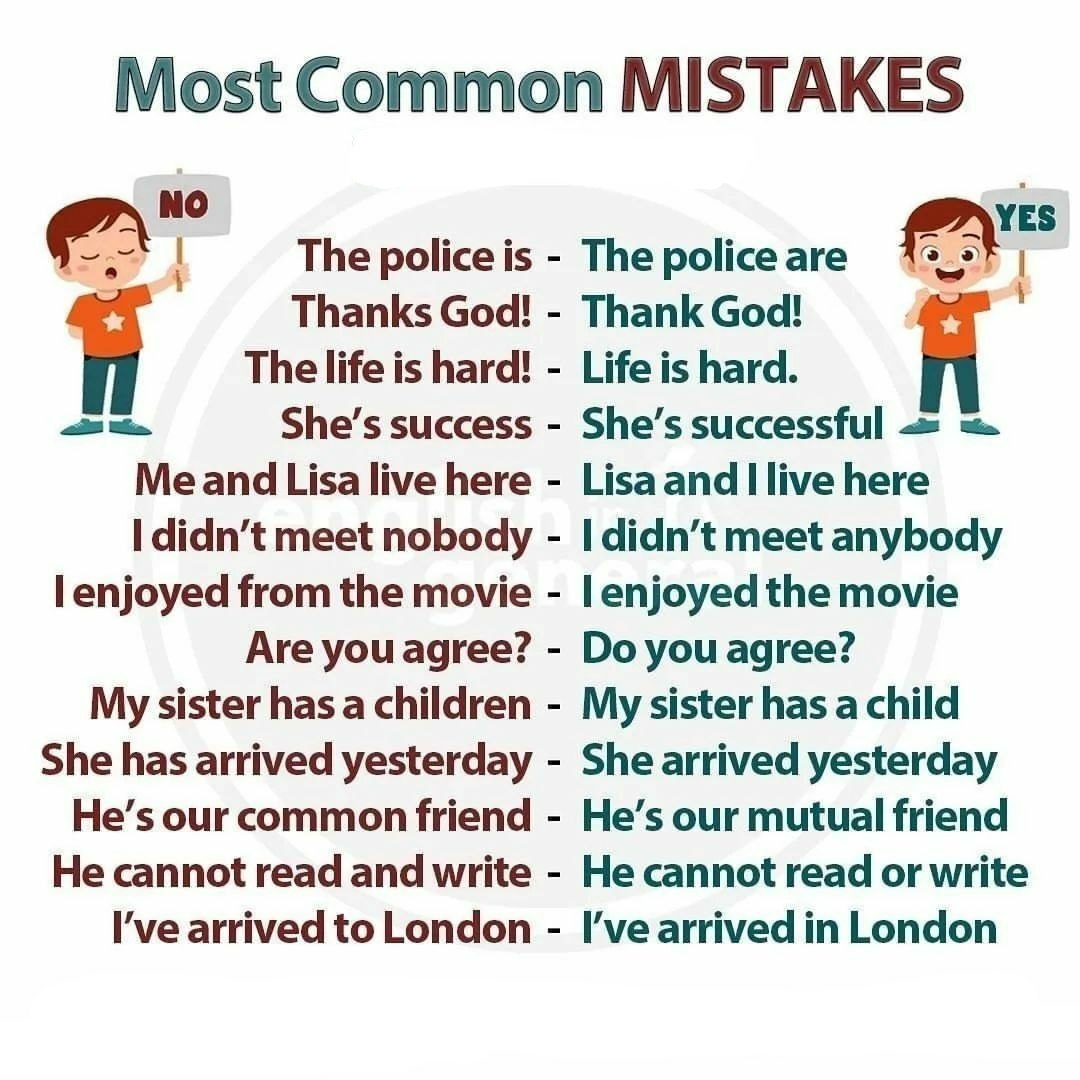 Most Common MISTAKES
NO
YES
The police is - The police are
Thanks God! - Thank God!
The life is hard! - Life is hard.
She's success - She's successful
Me and Lisa live here - Lisa and I live here
I didn't meet nobody - I didn't meet anybody
I enjoyed from the movie - I enjoyed the movie
Are you agree? - Do you agree?
My sister has a children - My sister has a child
She has arrived yesterday - She arrived yesterday
He's our common friend - He's our mutual friend
He cannot read and write - He cannot read or write
I've arrived to London - I've arrived in London
english in
general